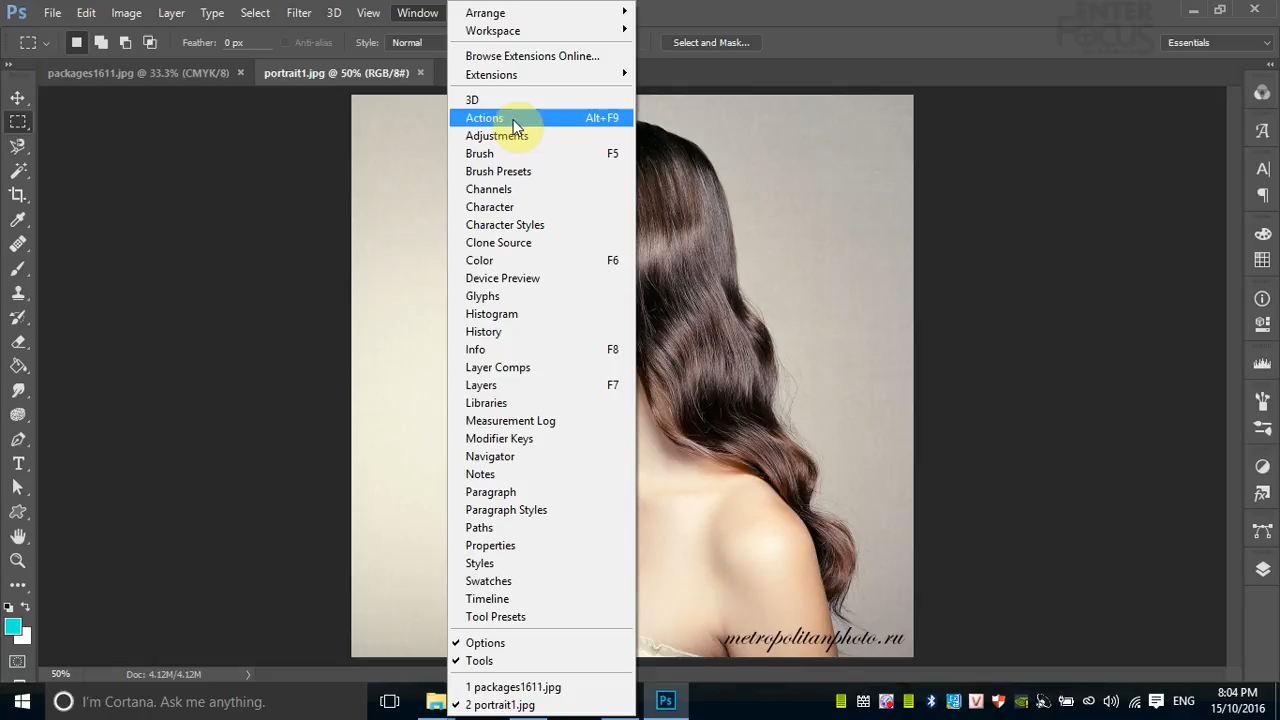 Ps File Edit Image Layer Type Select Filter 3D View Window
ENTER
FOCUS
Feather: 0 px Anti-alias Style: Normal Select and Mask... Essentials
packages1611.jpg @ 33.3% (CMYK/8) × portrait1.jpg @ 50% (RGB/8#) ×
Arrange
Workspace
Browse Extensions Online...
Extensions
3D
Actions Alt+F9
Adjustments
Brush F5
Brush Presets
Channels
Character
Character Styles
Clone Source
Color F6
Device Preview
Glyphs
Histogram
History
Info F8
Layer Comps
Layers F7
Libraries
Measurement Log
Modifier Keys
Navigator
Notes
Paragraph
Paragraph Styles
Paths
Properties
Styles
Swatches
Timeline
Tool Presets
Options
Tools
1 packages1611.jpg
2 portrait1.jpg
metropolitanphoto.ru
50% Doc: 4.12M/4.12M
I'm Cortana. Ask me anything.
Ps
ENG
8:04 PM
15/10/2016